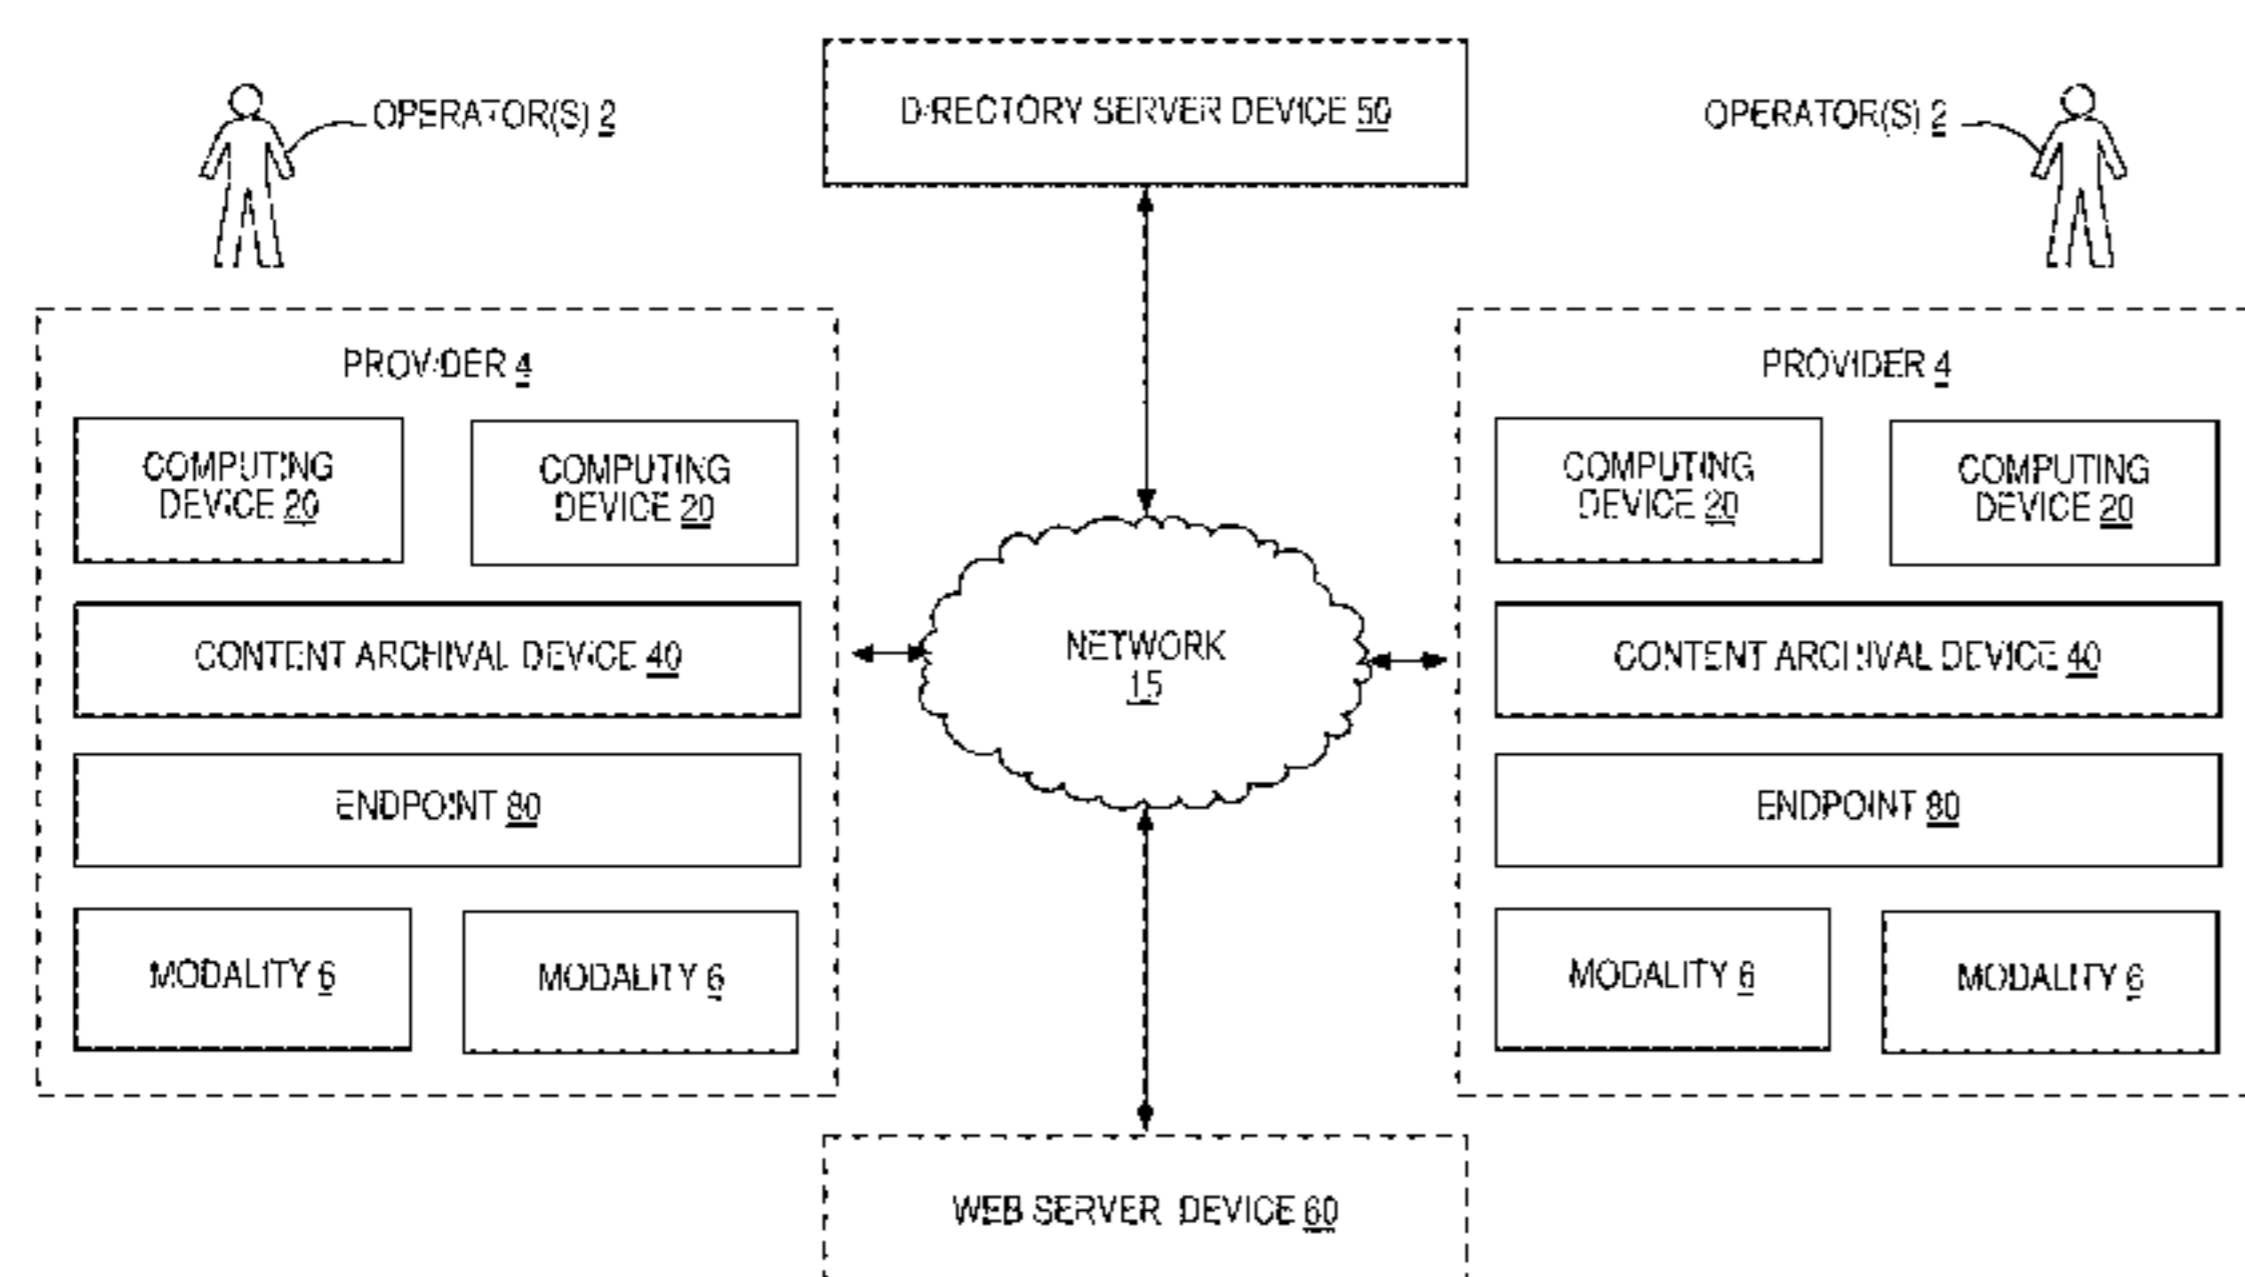 OPERATOR(S) 2
DIRECTORY SERVER DEVICE 50
OPERATOR(S) 2
PROVIDER 4
COMPUTING
DEVICE 20
COMPUTING
DEVICE 20
CONTENT ARCHIVAL DEVICE 40
ENDPOINT 80
MODALITY 6
MODALITY 6
NETWORK
15
PROVIDER 4
COMPUTING
DEVICE 20
COMPUTING
DEVICE 20
CONTENT ARCHIVAL DEVICE 40
ENDPOINT 80
MODALITY 6
MODALITY 6
WEB SERVER DEVICE 60